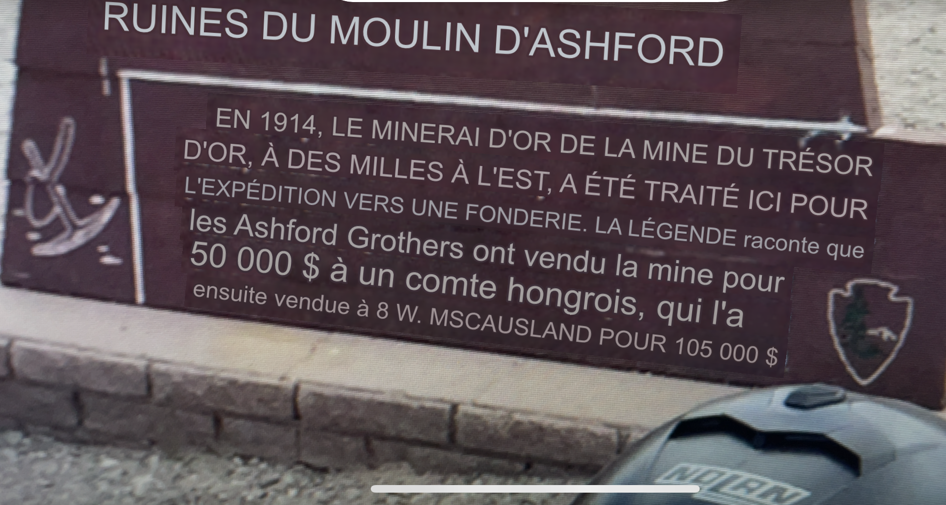 RUINES DU MOULIN D'ASHFORD
EN 1914, LE MINERAI D'OR DE LA MINE DU TRÉSOR
D'OR, À DES MILLES À L'EST, A ÉTÉ TRAITÉ ICI POUR
L'EXPÉDITION VERS UNE FONDERIE. LA LÉGENDE raconte que
les Ashford Grothers ont vendu la mine pour
50 000 $ à un comte hongrois, qui l'a
ensuite vendue à 8 W. MSCAUSLAND POUR 105 000 $
NOLAN